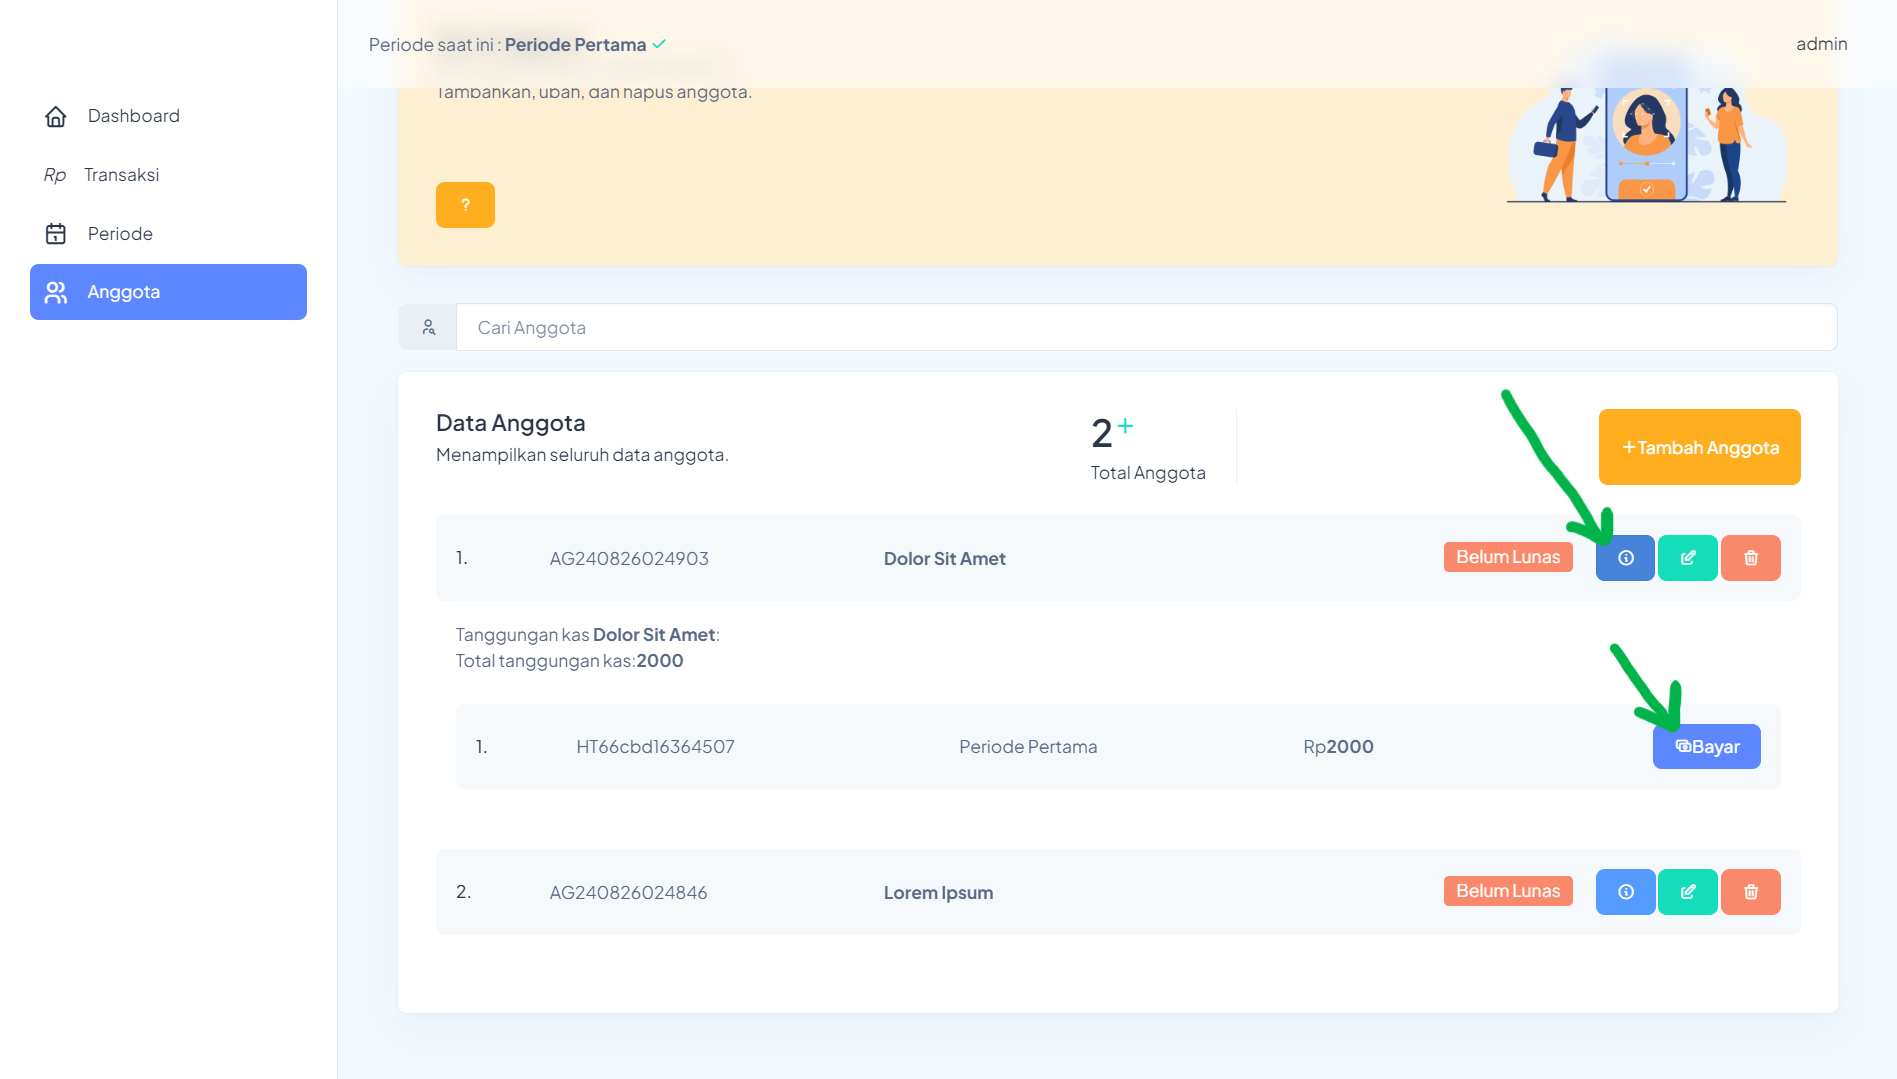 Periode saat ini : Periode Pertama
admin
Dashboard
Rp Transaksi
Periode
Anggota
Tambahkan, ubah, dan hapus anggota.
?
Cari Anggota
Data Anggota
Menampilkan seluruh data anggota.
2+
Total Anggota
+Tambah Anggota
1. AG240826024903 Dolor Sit Amet Belum Lunas
Tanggungan kas Dolor Sit Amet:
Total tanggungan kas:2000
1. HT66cbd16364507 Periode Pertama Rp2000 Bayar
2. AG240826024846 Lorem Ipsum Belum Lunas